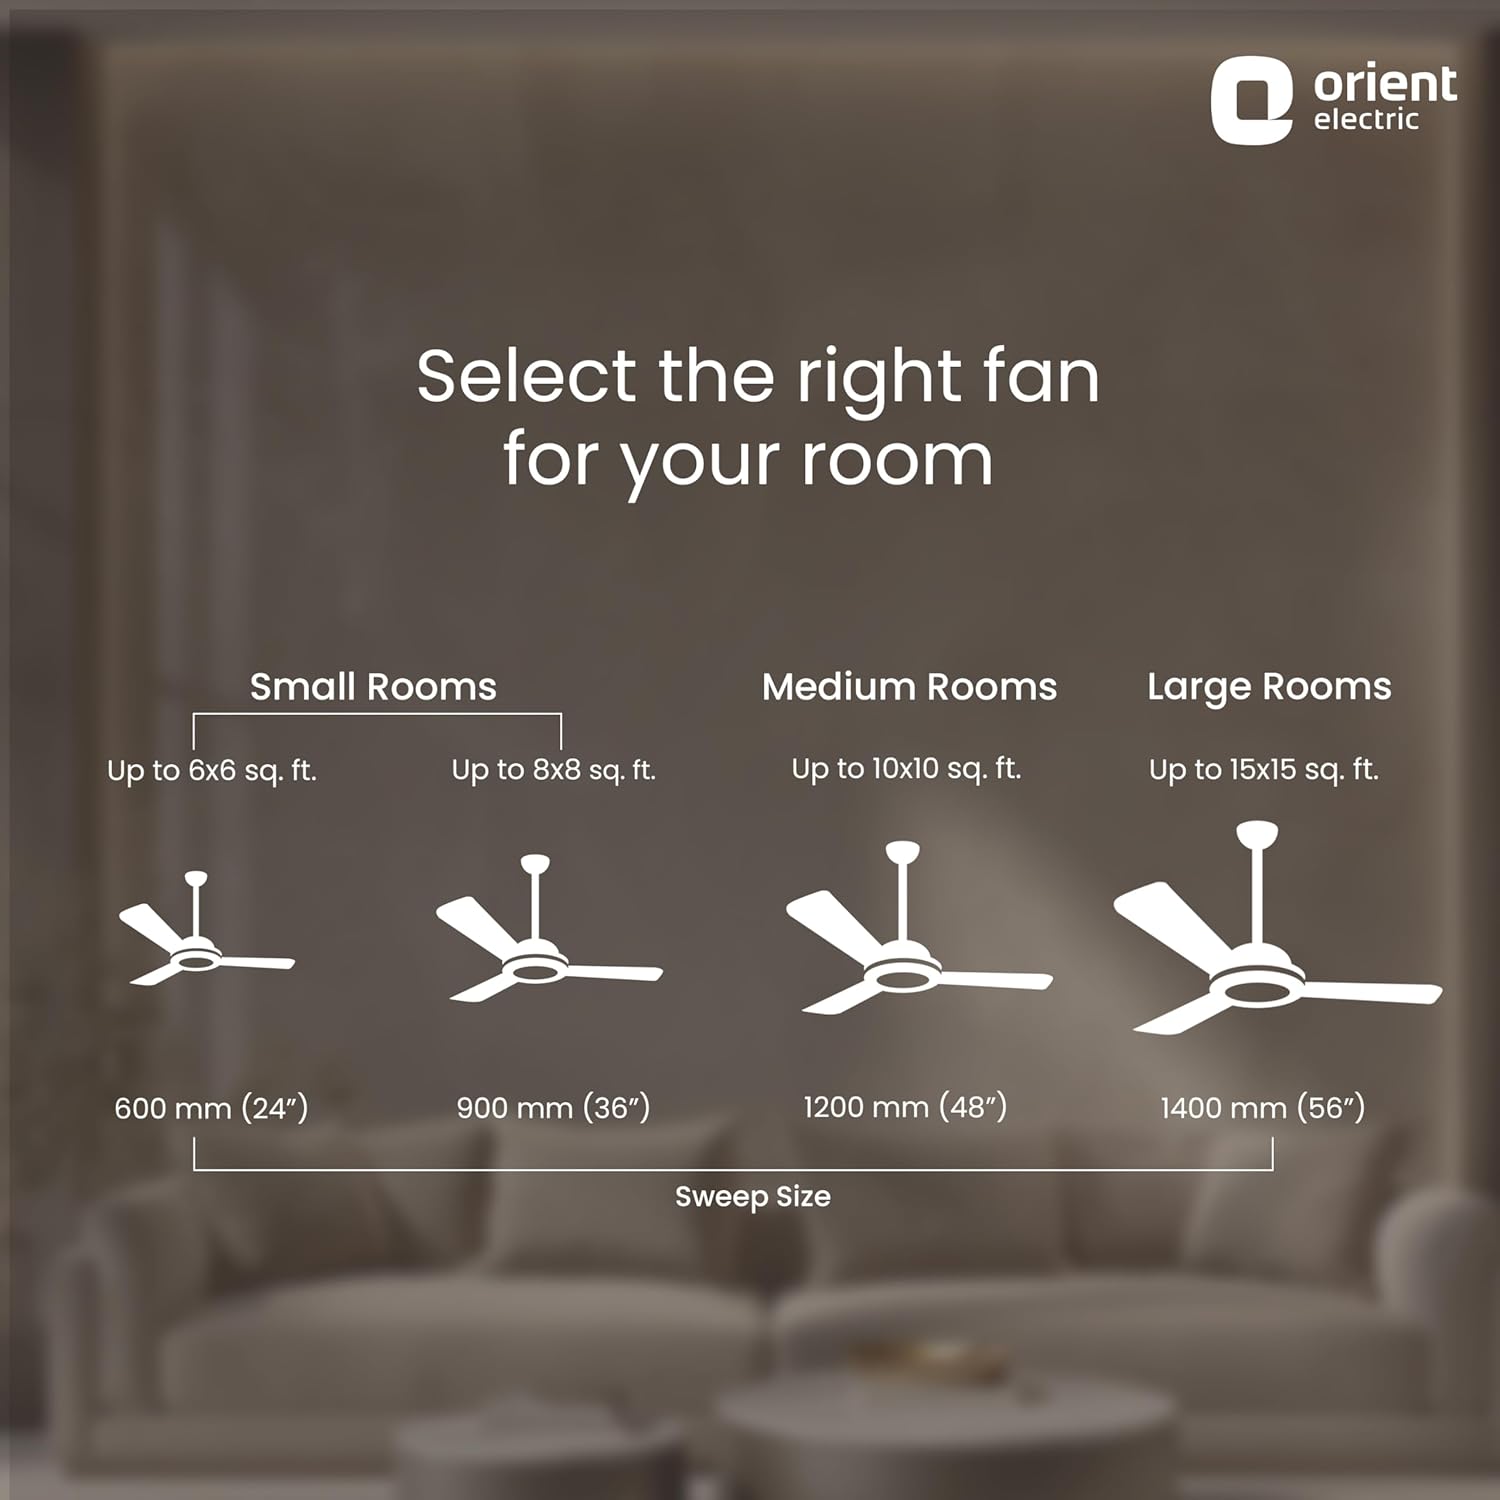 orient
electric
Select the right fan
for your room
Small Rooms
Medium Rooms
Large Rooms
Up to 6x6 sq. ft.
Up to 8x8 sq. ft.
Up to 10x10 sq. ft.
Up to 15x15 sq. ft.
600 mm (24”)
900 mm (36”)
1200 mm (48”)
1400 mm (56”)
Sweep Size